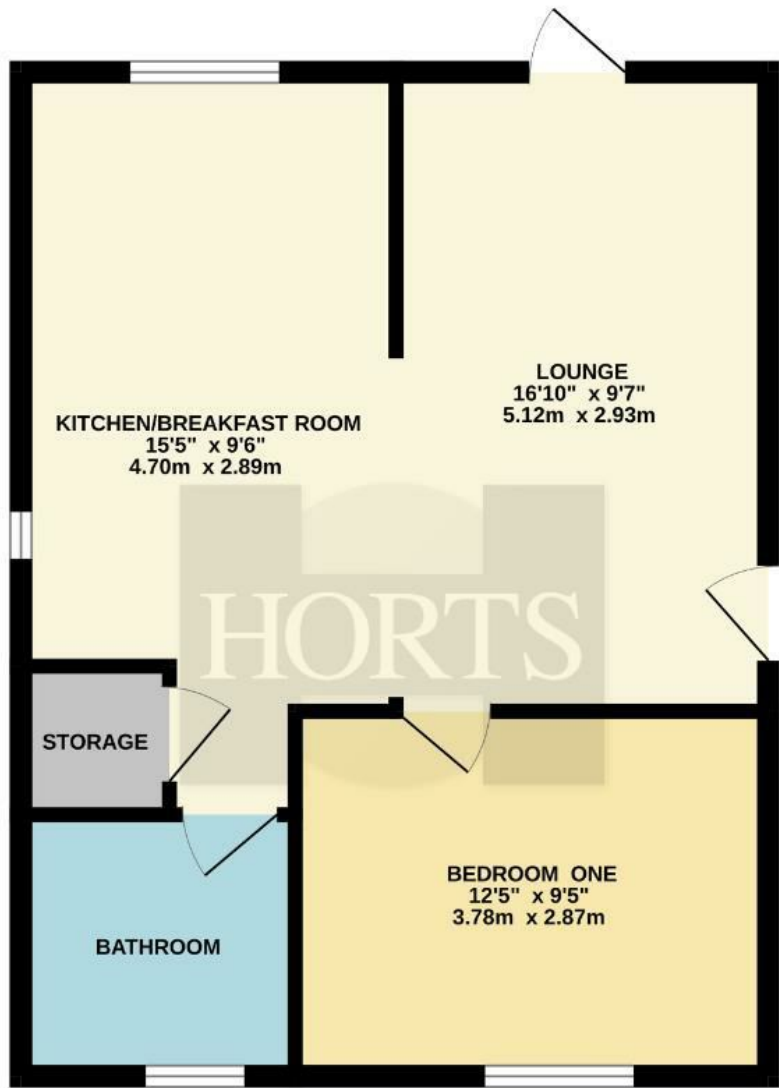 LOUNGE
16'10" x 9'7"
5.12m x 2.93m
KITCHEN/BREAKFAST ROOM
15'5" x 9'6"
4.70m x 2.89m
HORTS
STORAGE
BEDROOM ONE
12'5" x 9'5"
3.78m x 2.87m
BATHROOM